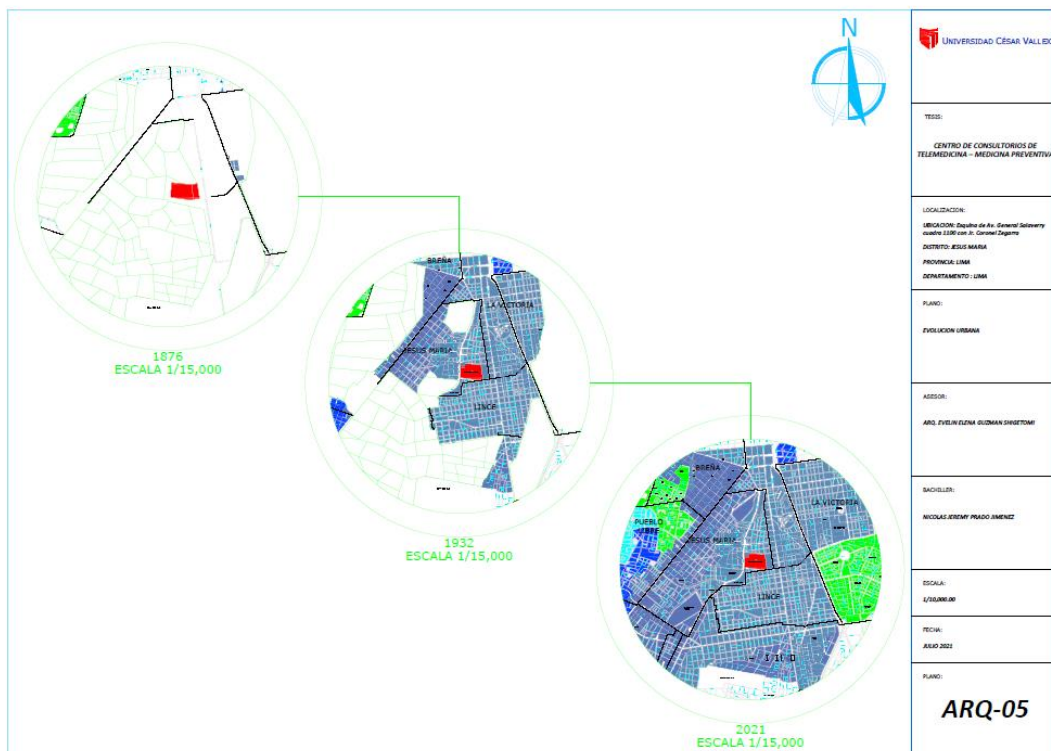 N
1876
ESCALA 1/15,000
BREÑA
LA VICTORIA
JESUS MARIA
LINCE
1932
ESCALA 1/15,000
BREÑA
LA VICTORIA
PUEBLO
LIBRE
JESUS MARIA
LINCE
2021
ESCALA 1/15,000
UNIVERSIDAD CÉSAR VALLEJO
TESIS:
CENTRO DE CONSULTORIOS DE
TELEMEDICINA – MEDICINA PREVENTIVA
LOCALIZACION:
UBICACION: Esquina de Av. General Salaverry
cuadra 1100 con Jr. Coronel Zegarra
DISTRITO: JESUS MARIA
PROVINCIA: LIMA
DEPARTAMENTO : LIMA
PLANO:
EVOLUCION URBANA
ASESOR:
ARQ. EVELIN ELENA GUZMAN SHIGETOMI
BACHILLER:
NICOLAS JEREMY PRADO JIMENEZ
ESCALA:
1/10,000.00
FECHA:
JULIO 2021
PLANO:
ARQ-05